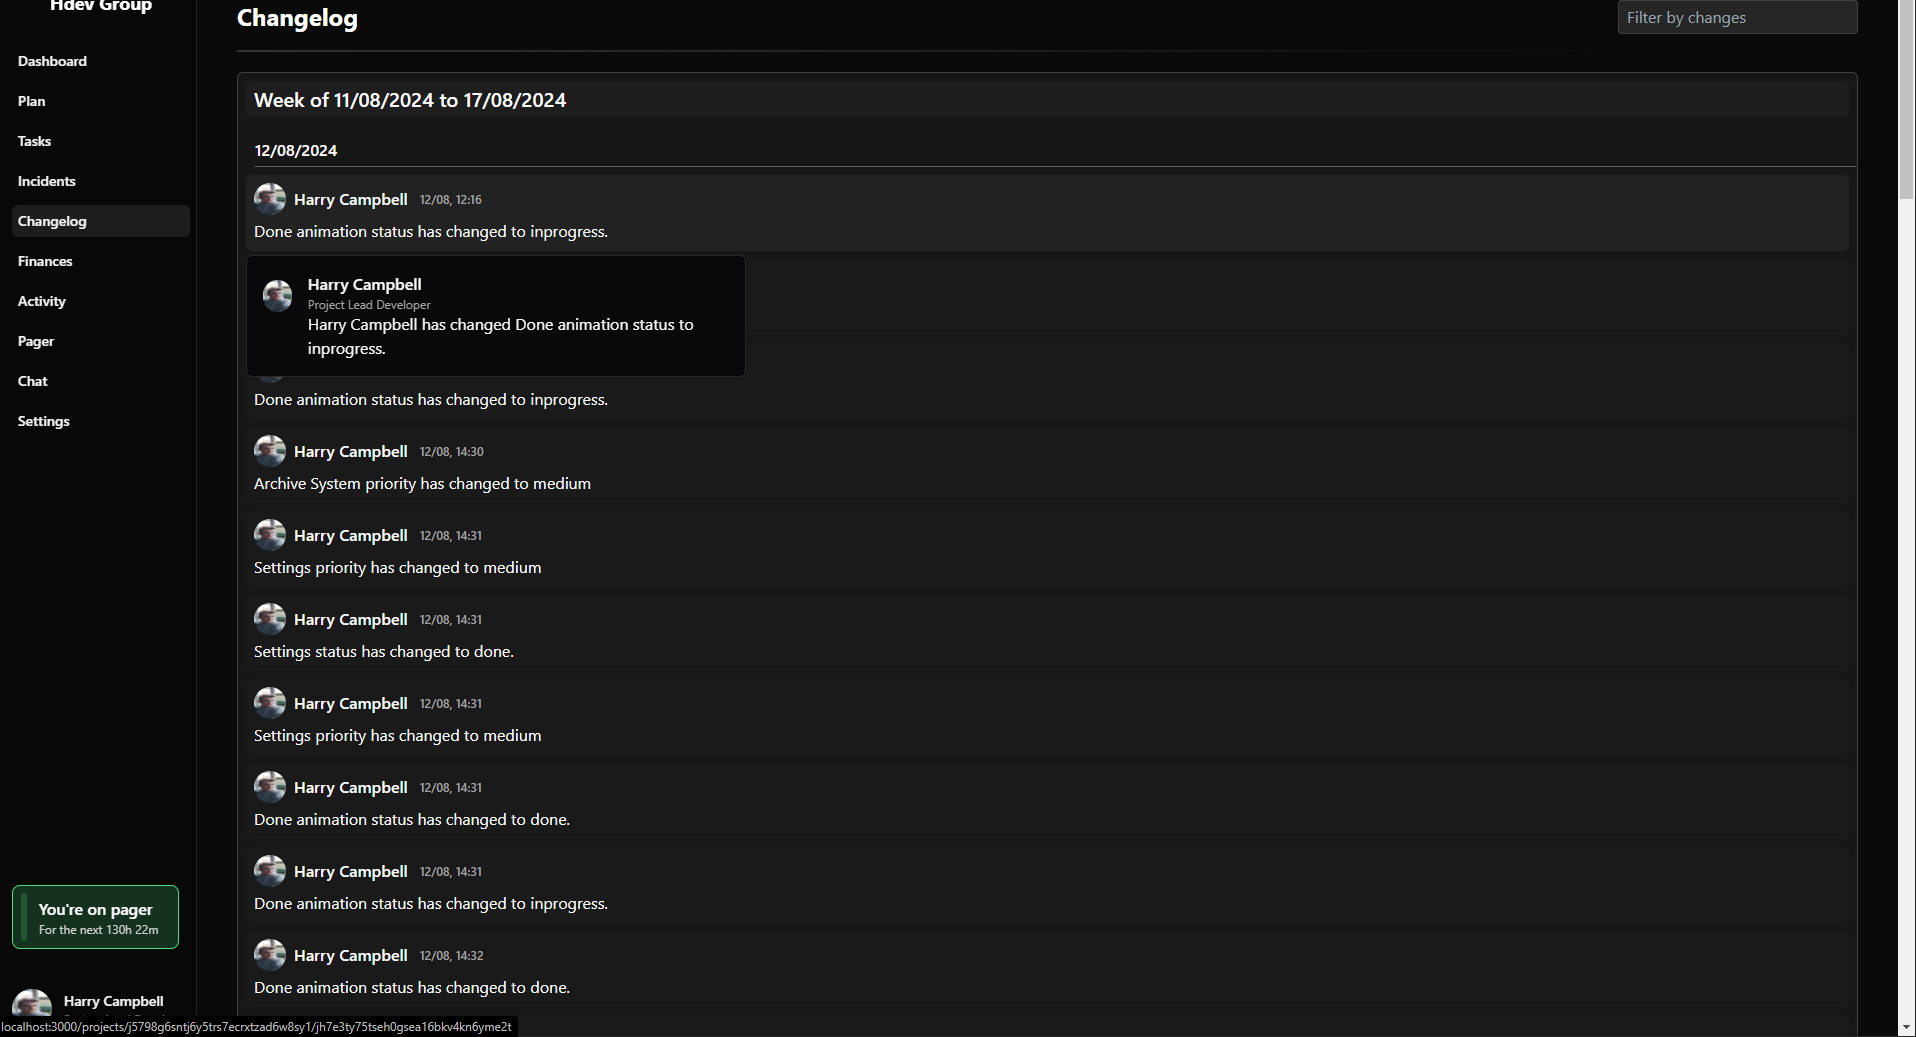 Hdev Group
Dashboard
Plan
Tasks
Incidents
Changelog
Finances
Activity
Pager
Chat
Settings
You're on pager
For the next 130h 22m
Harry Campbell
localhost:3000/projects/j5798g6sntj6y5trs7ecrxtzad6w8sy1/jh7e3ty75tseh0gsea16bkv4kn6yme2t
Changelog
Filter by changes
Week of 11/08/2024 to 17/08/2024
12/08/2024
Harry Campbell 12/08, 12:16
Done animation status has changed to inprogress.
Harry Campbell
Project Lead Developer
Harry Campbell has changed Done animation status to
inprogress.
Done animation status has changed to inprogress.
Harry Campbell 12/08, 14:30
Archive System priority has changed to medium
Harry Campbell 12/08, 14:31
Settings priority has changed to medium
Harry Campbell 12/08, 14:31
Settings status has changed to done.
Harry Campbell 12/08, 14:31
Settings priority has changed to medium
Harry Campbell 12/08, 14:31
Done animation status has changed to done.
Harry Campbell 12/08, 14:31
Done animation status has changed to inprogress.
Harry Campbell 12/08, 14:32
Done animation status has changed to done.